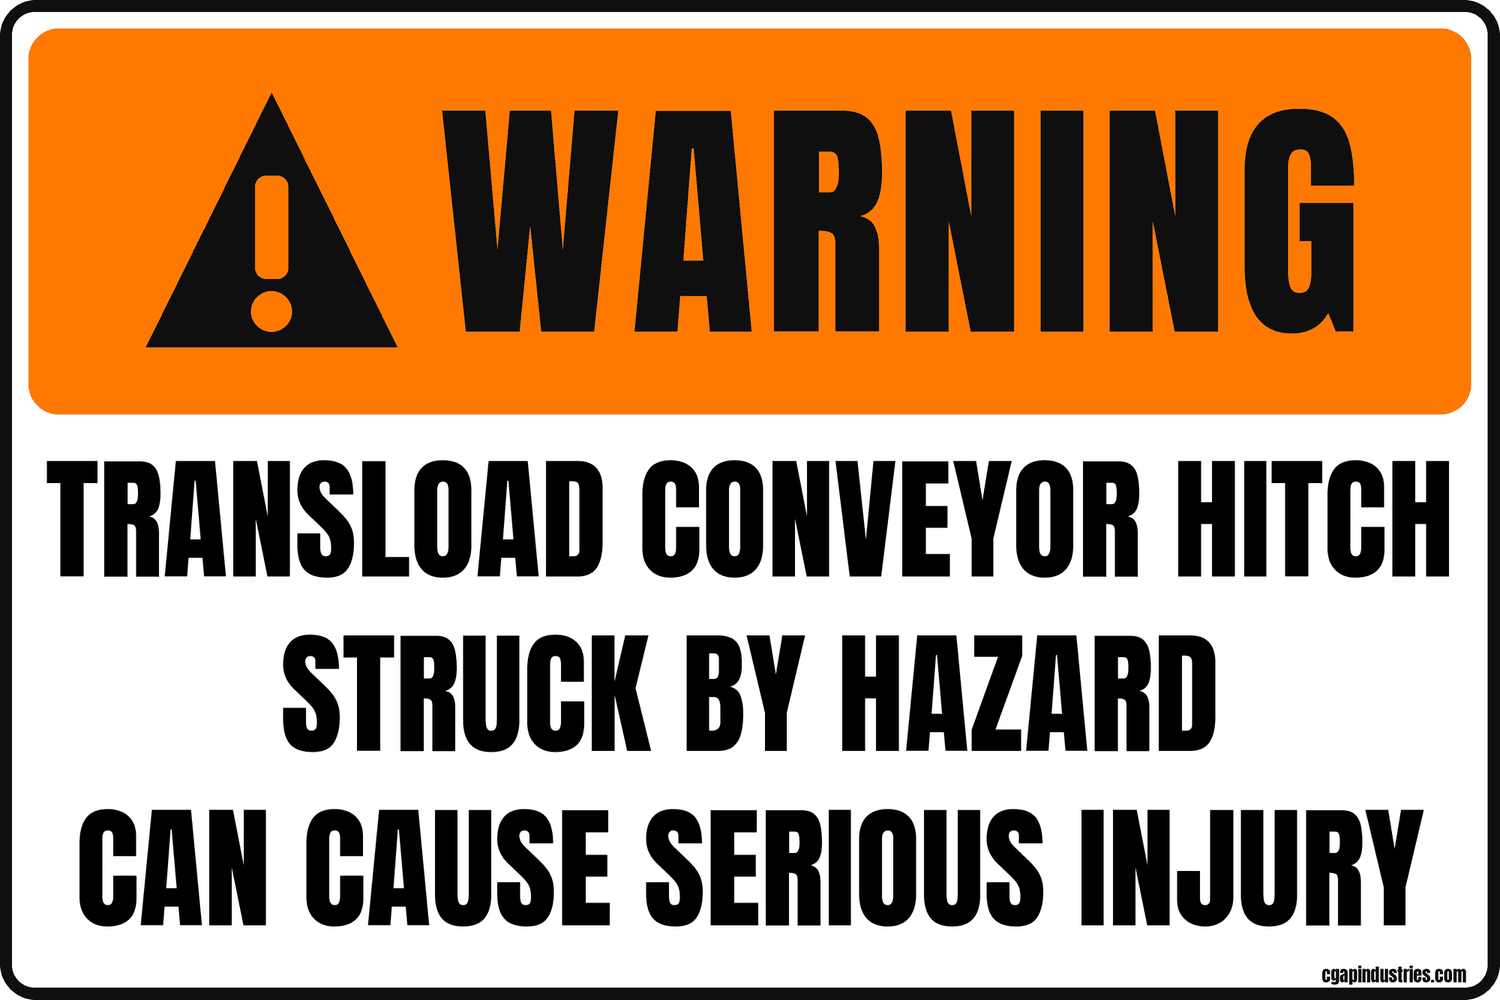 WARNING
TRANSLOAD CONVEYOR HITCH
STRUCK BY HAZARD
CAN CAUSE SERIOUS INJURY
cgapindustries.com